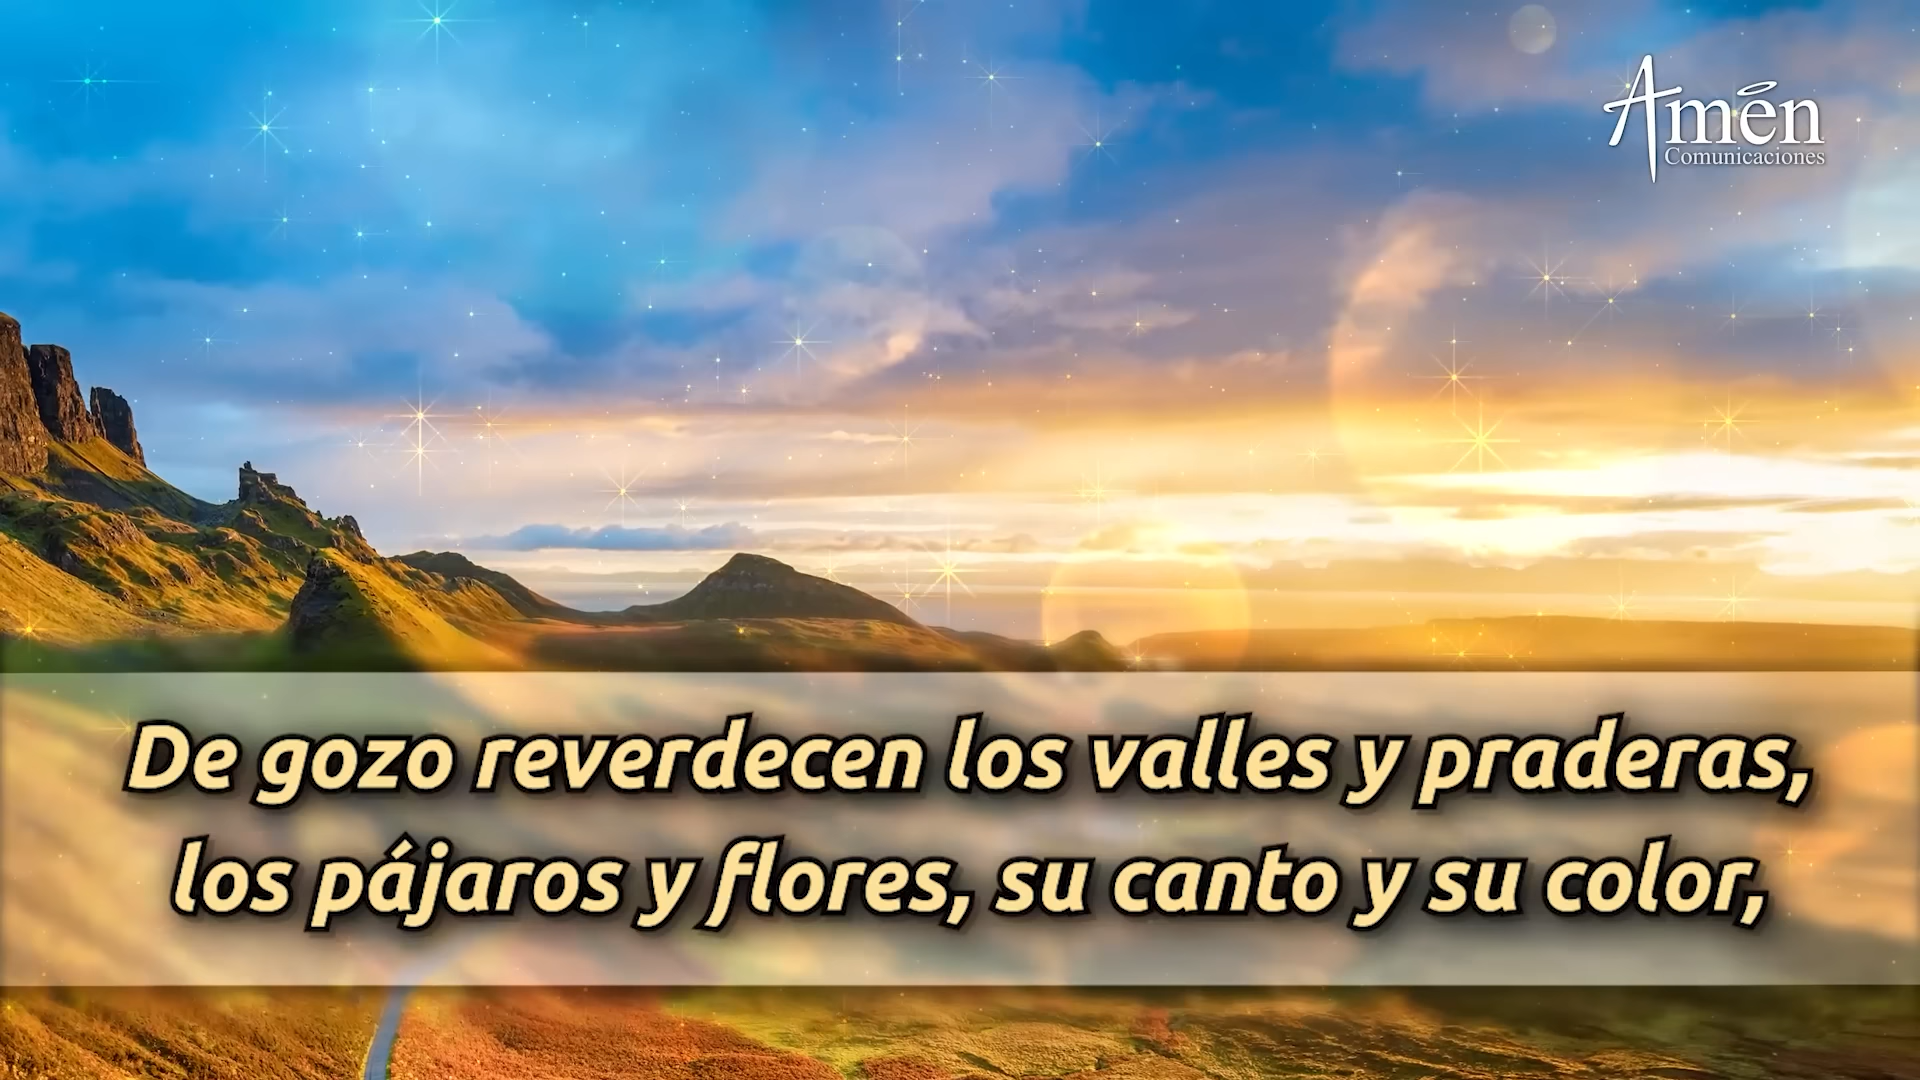 Amén
Comunicaciones
De gozo reverdecen los valles y praderas,
los pájaros y flores, su canto y su color,